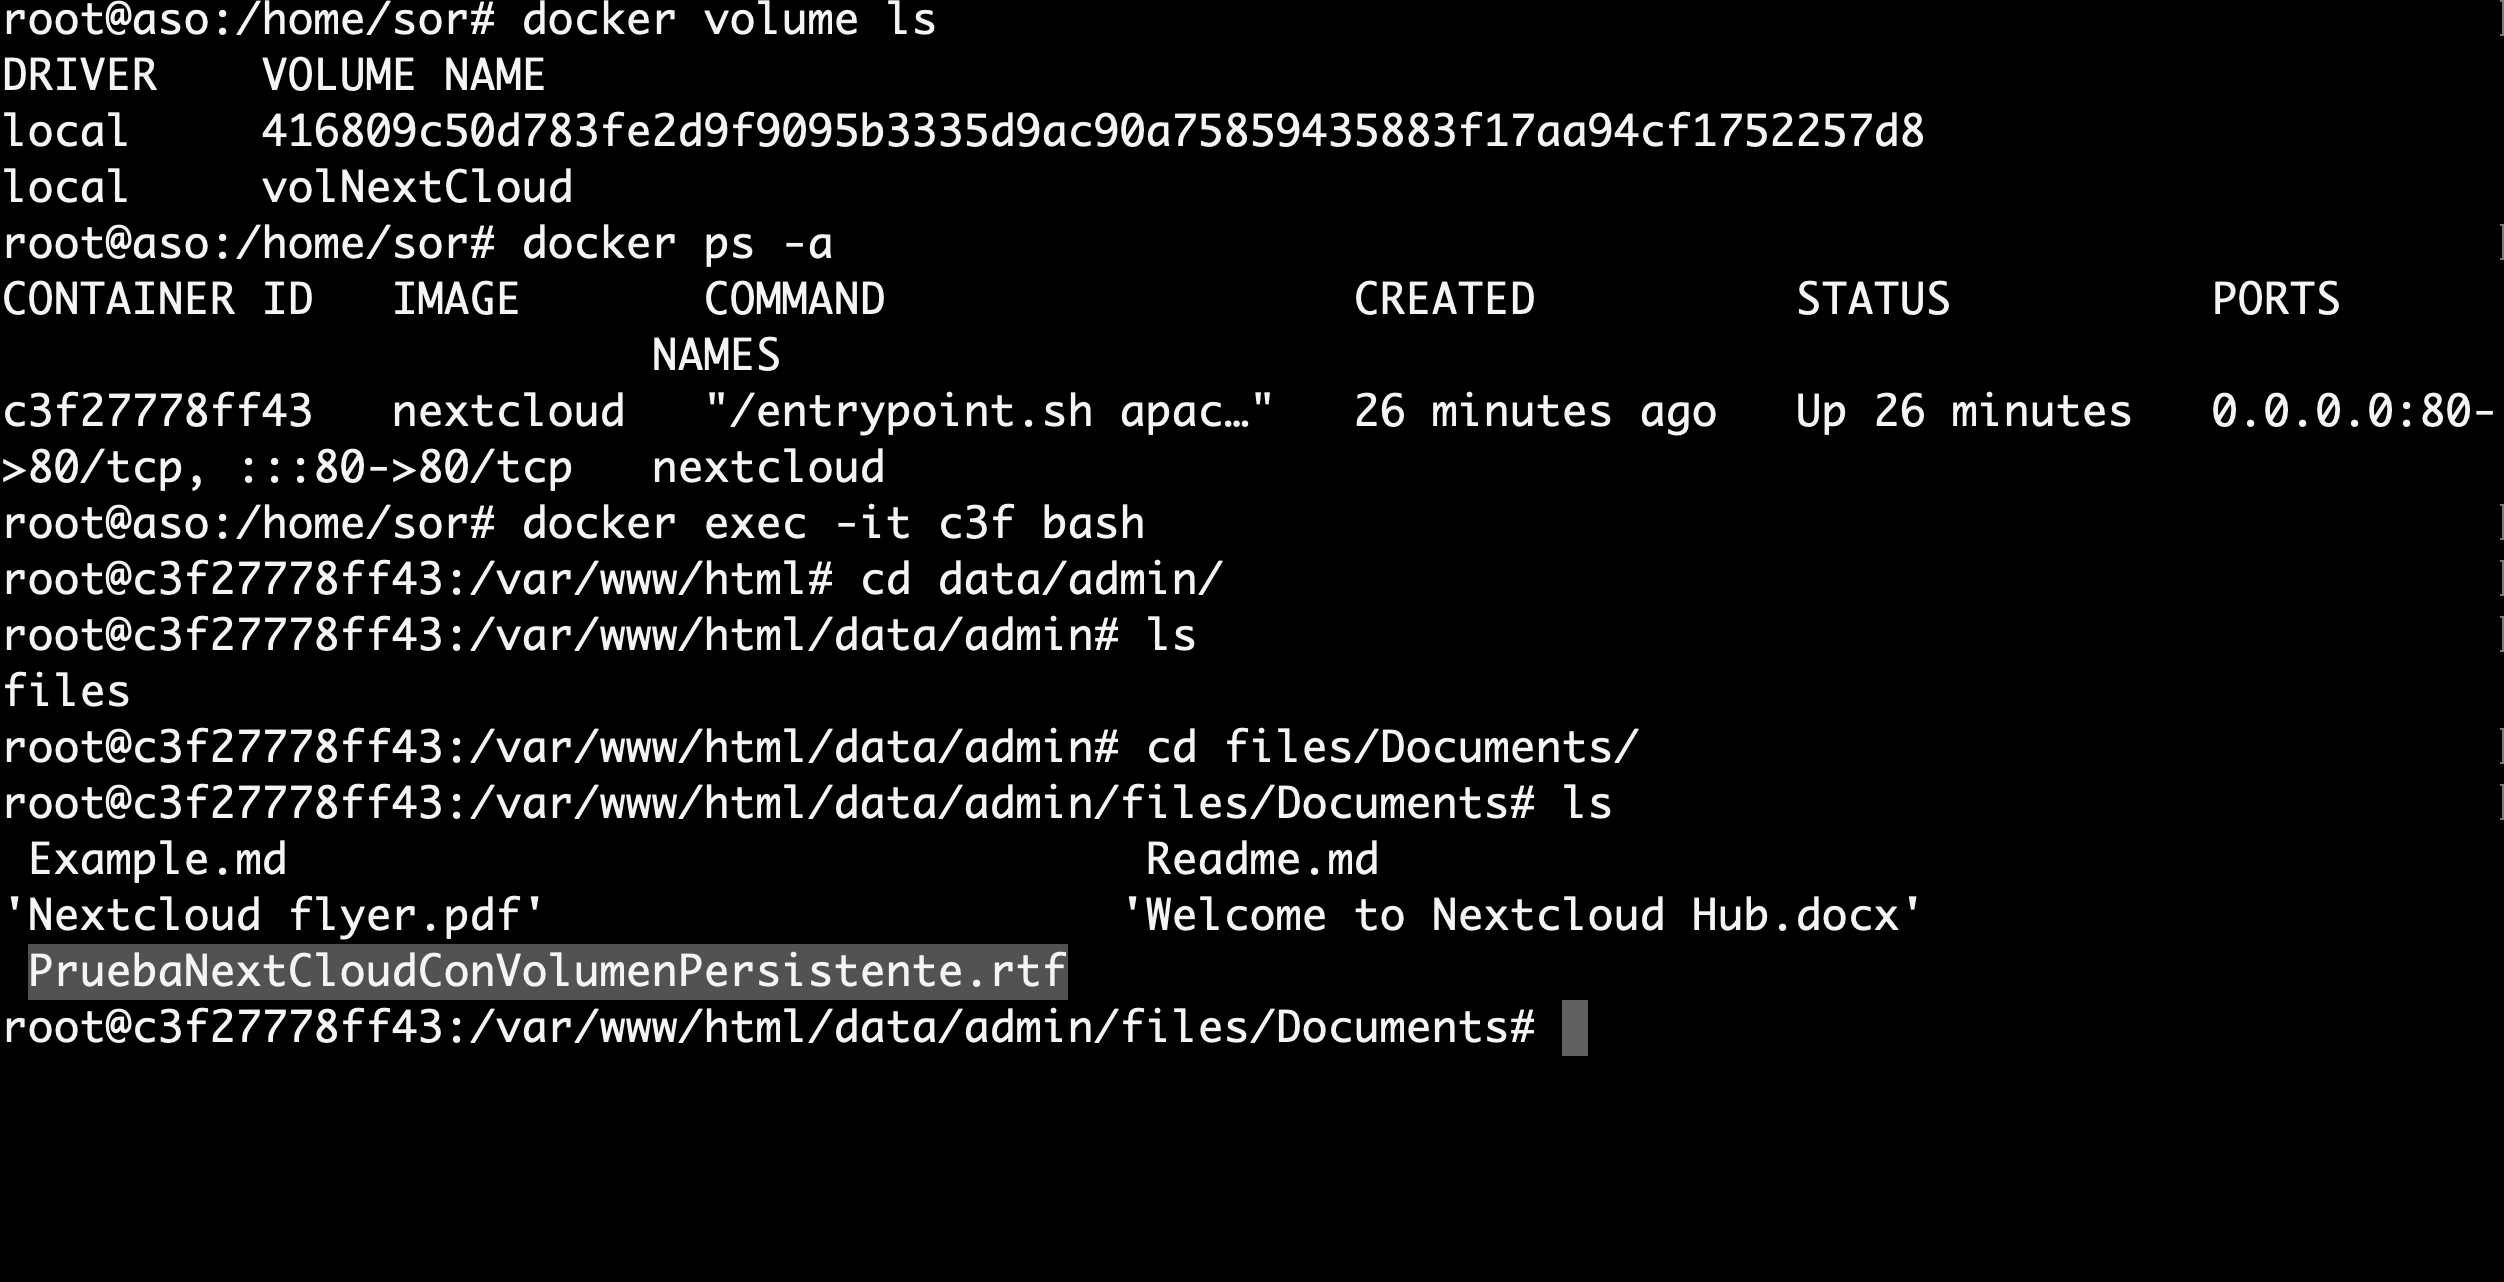 root@aso:/home/sor# docker volume ls
DRIVER    VOLUME NAME
local     416809c50d783fe2d9f9095b3335d9ac90a75859435883f17aa94cf1752257d8
local     volNextCloud
root@aso:/home/sor# docker ps -a
CONTAINER ID   IMAGE       COMMAND                  CREATED          STATUS          PORTS
                         NAMES
c3f27778ff43   nextcloud   "/entrypoint.sh apac…"   26 minutes ago   Up 26 minutes   0.0.0.0:80-
>80/tcp, :::80->80/tcp   nextcloud
root@aso:/home/sor# docker exec -it c3f bash
root@c3f27778ff43:/var/www/html# cd data/admin/
root@c3f27778ff43:/var/www/html/data/admin# ls
files
root@c3f27778ff43:/var/www/html/data/admin# cd files/Documents/
root@c3f27778ff43:/var/www/html/data/admin/files/Documents# ls
 Example.md                                 Readme.md
'Nextcloud flyer.pdf'                      'Welcome to Nextcloud Hub.docx'
 PruebaNextCloudConVolumenPersistente.rtf
root@c3f27778ff43:/var/www/html/data/admin/files/Documents#